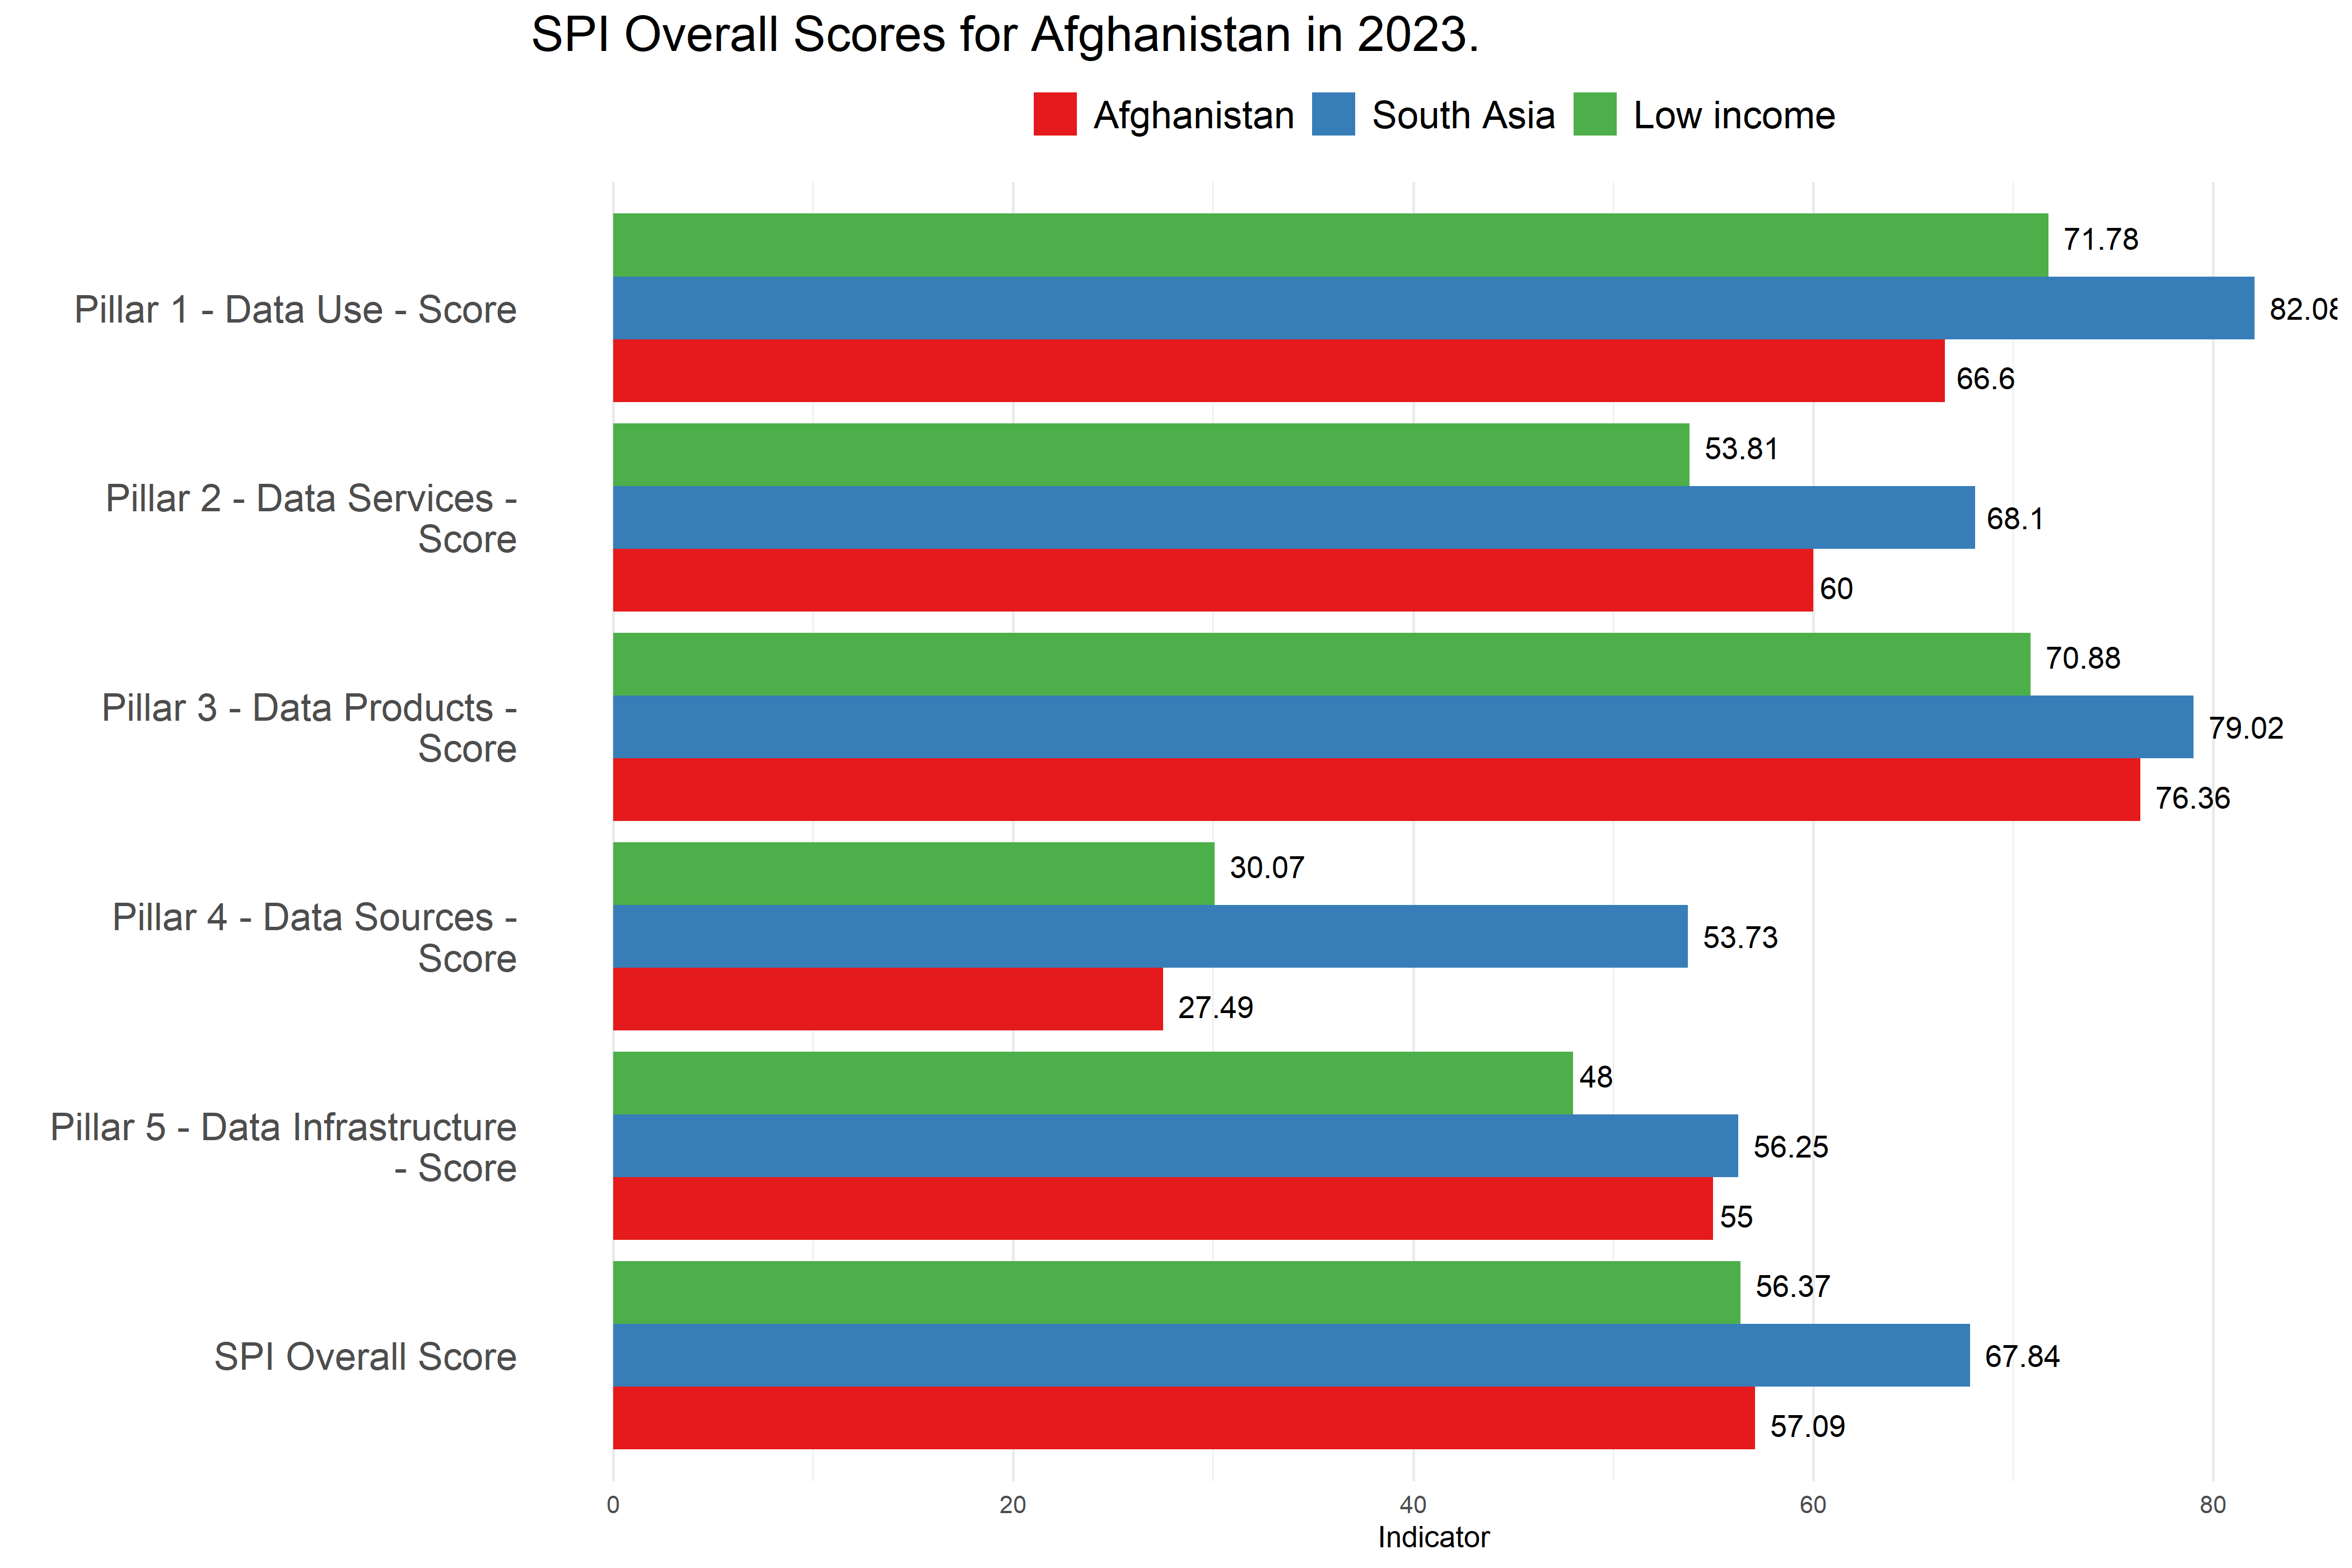 SPI Overall Scores for Afghanistan in 2023.
Afghanistan South Asia Low income
Pillar 1 - Data Use - Score
71.78
82.08
66.6
Pillar 2 - Data Services -
Score
53.81
68.1
60
Pillar 3 - Data Products -
Score
70.88
79.02
76.36
Pillar 4 - Data Sources -
Score
30.07
53.73
27.49
Pillar 5 - Data Infrastructure
- Score
48
56.25
55
SPI Overall Score
56.37
67.84
57.09
0 20 40 60 80
Indicator